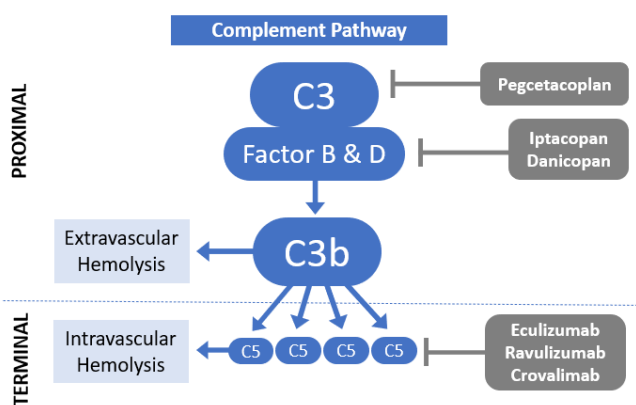 Complement Pathway
PROXIMAL
C3
Pegcetacoplan
Factor B & D
Iptacopan
Danicopan
Extravascular
Hemolysis
C3b
TERMINAL
Intravascular
Hemolysis
C5 C5 C5 C5
Eculizumab
Ravulizumab
Crovalimab